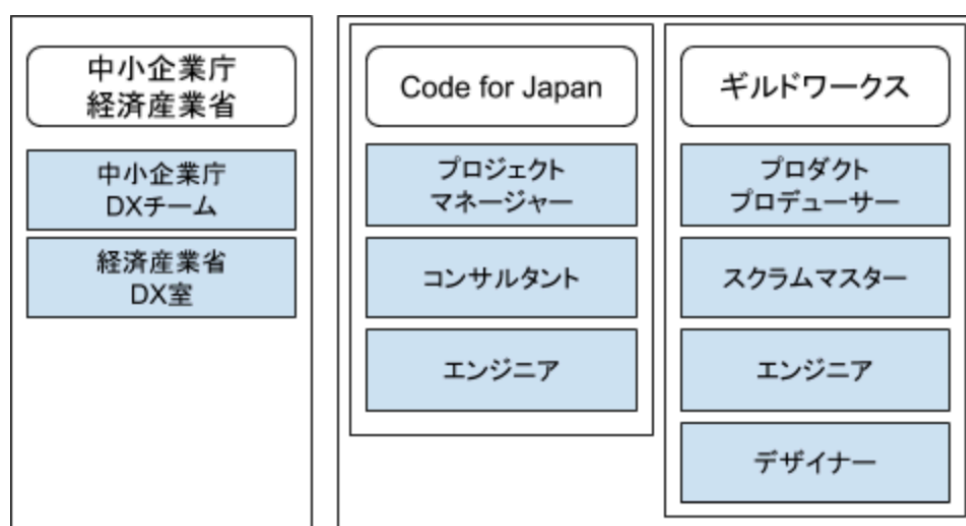 中小企業庁
経済産業省
中小企業庁
DXチーム
経済産業省
DX室
Code for Japan
プロジェクト
マネージャー
コンサルタント
エンジニア
ギルドワークス
プロダクト
プロデューサー
スクラムマスター
エンジニア
デザイナー